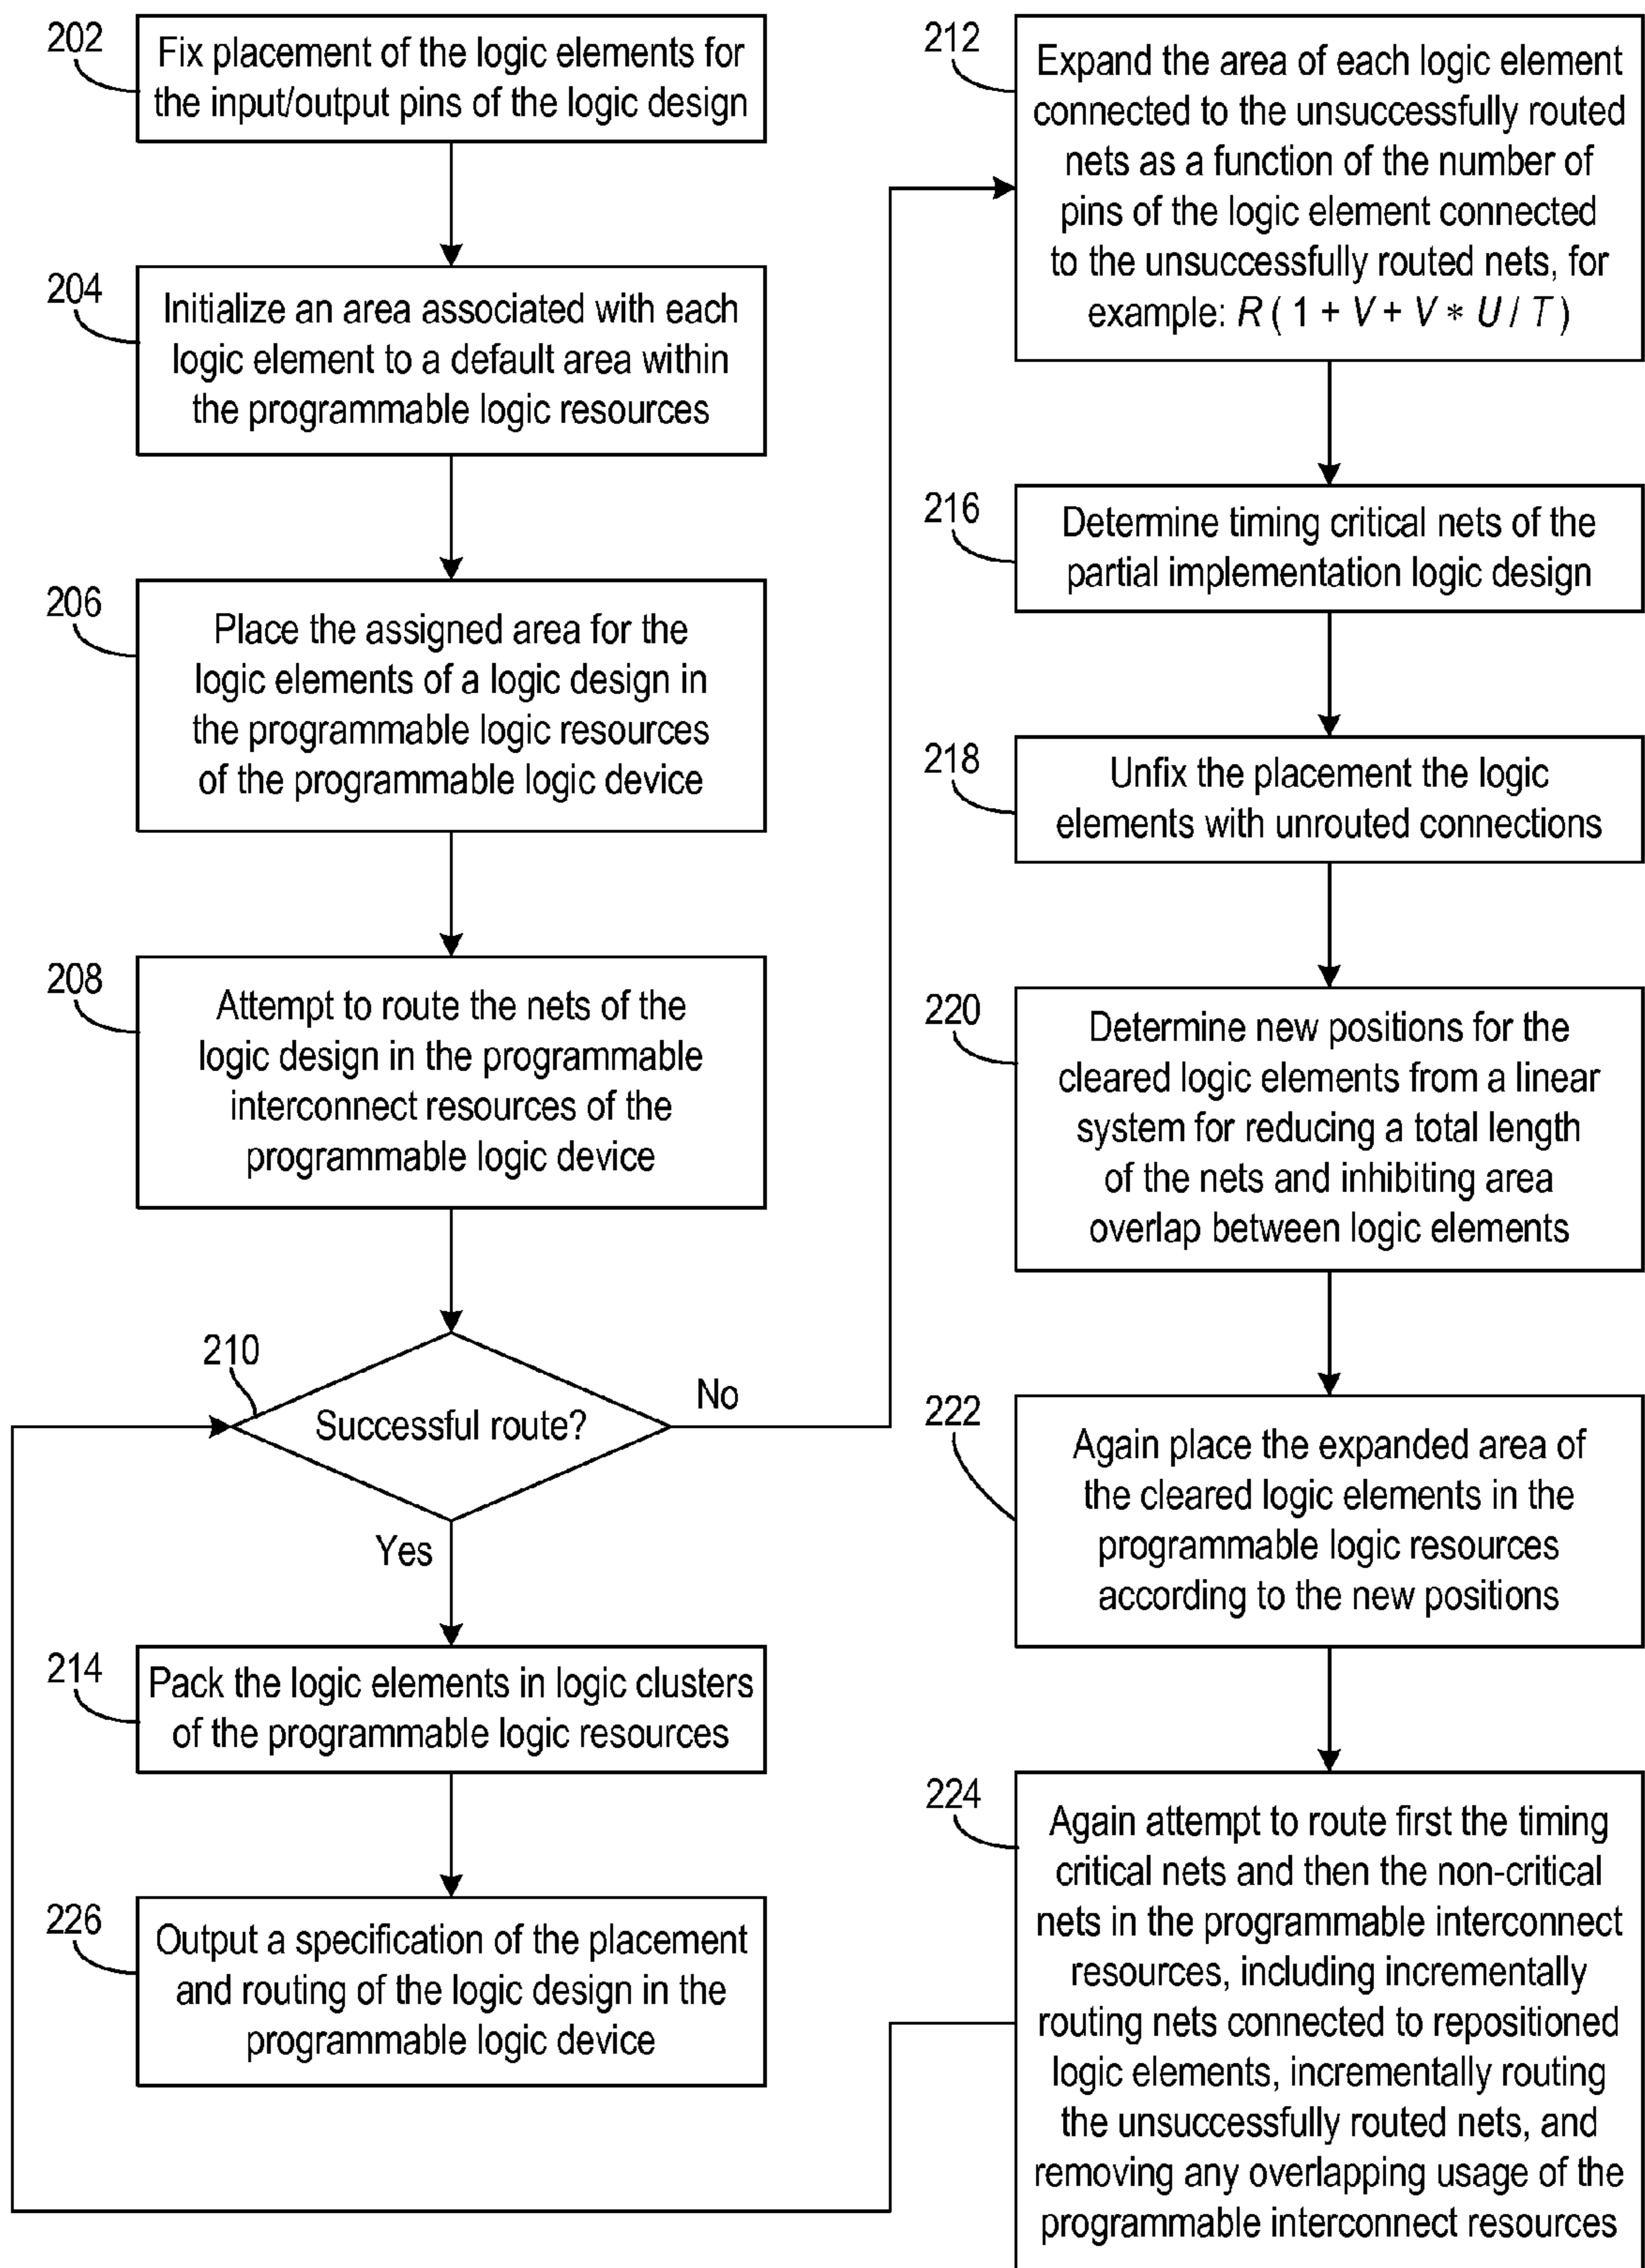 202
Fix placement of the logic elements for
the input/output pins of the logic design
204
Initialize an area associated with each
logic element to a default area within
the programmable logic resources
206
Place the assigned area for the
logic elements of a logic design in
the programmable logic resources
of the programmable logic device
208
Attempt to route the nets of the
logic design in the programmable
interconnect resources of the
programmable logic device
210
Successful route?
No
Yes
214
Pack the logic elements in logic clusters
of the programmable logic resources
226
Output a specification of the placement
and routing of the logic design in the
programmable logic device
212
Expand the area of each logic element
connected to the unsuccessfully routed
nets as a function of the number of
pins of the logic element connected
to the unsuccessfully routed nets, for
example: R ( 1 + V + V * U / T )
216
Determine timing critical nets of the
partial implementation logic design
218
Unfix the placement the logic
elements with unrouted connections
220
Determine new positions for the
cleared logic elements from a linear
system for reducing a total length
of the nets and inhibiting area
overlap between logic elements
222
Again place the expanded area of
the cleared logic elements in the
programmable logic resources
according to the new positions
224
Again attempt to route first the timing
critical nets and then the non-critical
nets in the programmable interconnect
resources, including incrementally
routing nets connected to repositioned
logic elements, incrementally routing
the unsuccessfully routed nets, and
removing any overlapping usage of the
programmable interconnect resources